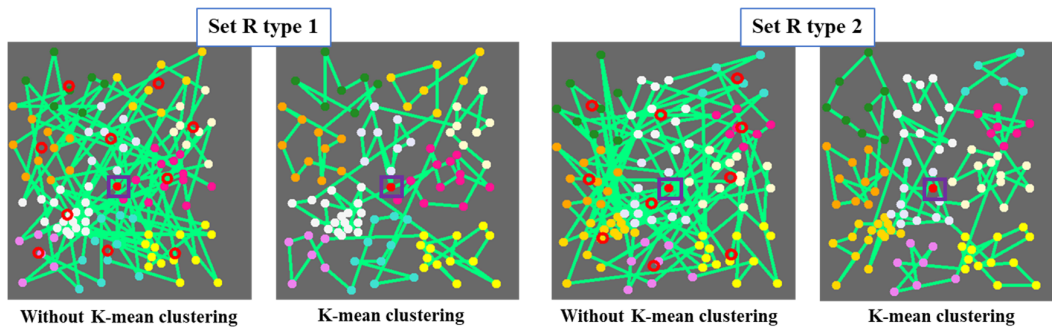 Set R type 1
Set R type 2
Without K-mean clustering
K-mean clustering
Without K-mean clustering
K-mean clustering